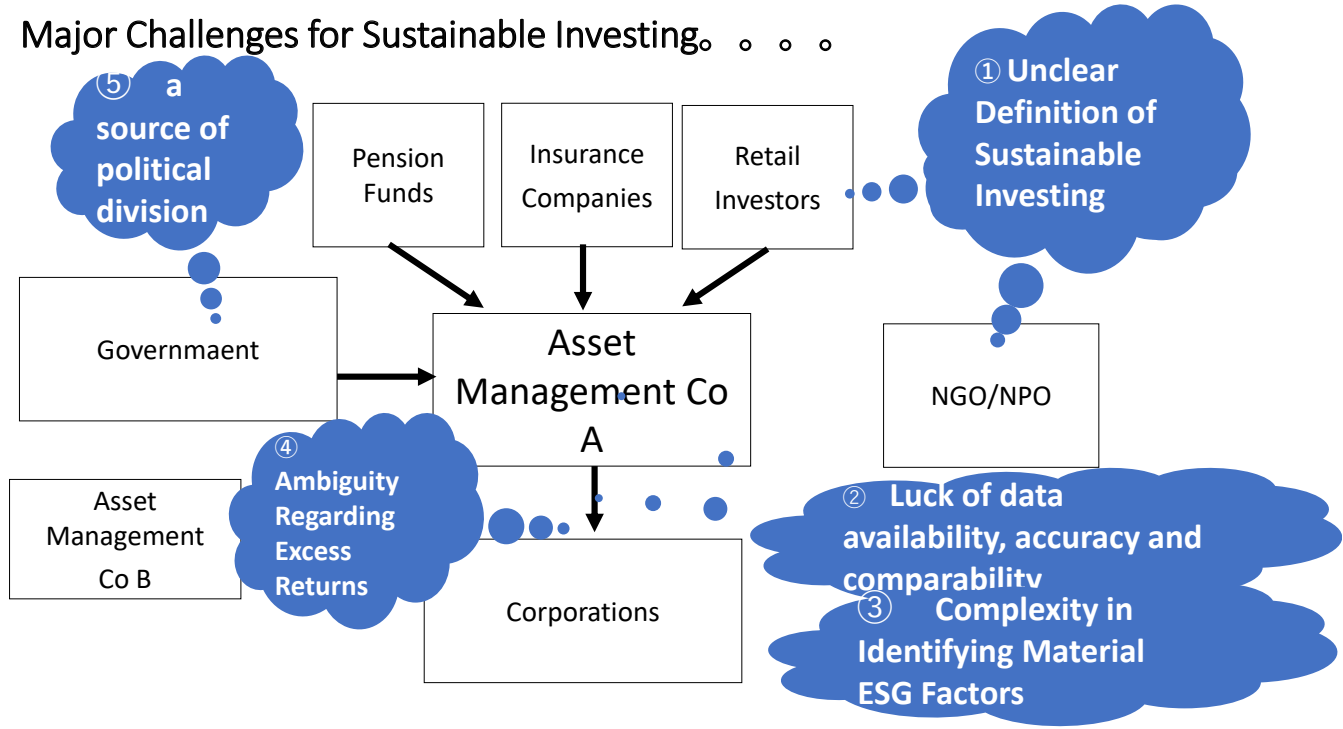 Major Challenges for Sustainable Investing。。。。
⑤ a
source of
political
division
Pension
Funds
Insurance
Companies
Retail
Investors
① Unclear
Definition of
Sustainable
Investing
Governmaent
Asset
Management Co
A
NGO/NPO
Asset
Management
Co B
④
Ambiguity
Regarding
Excess
Returns
Corporations
② Luck of data
availability, accuracy and
comparability
③ Complexity in
Identifying Material
ESG Factors